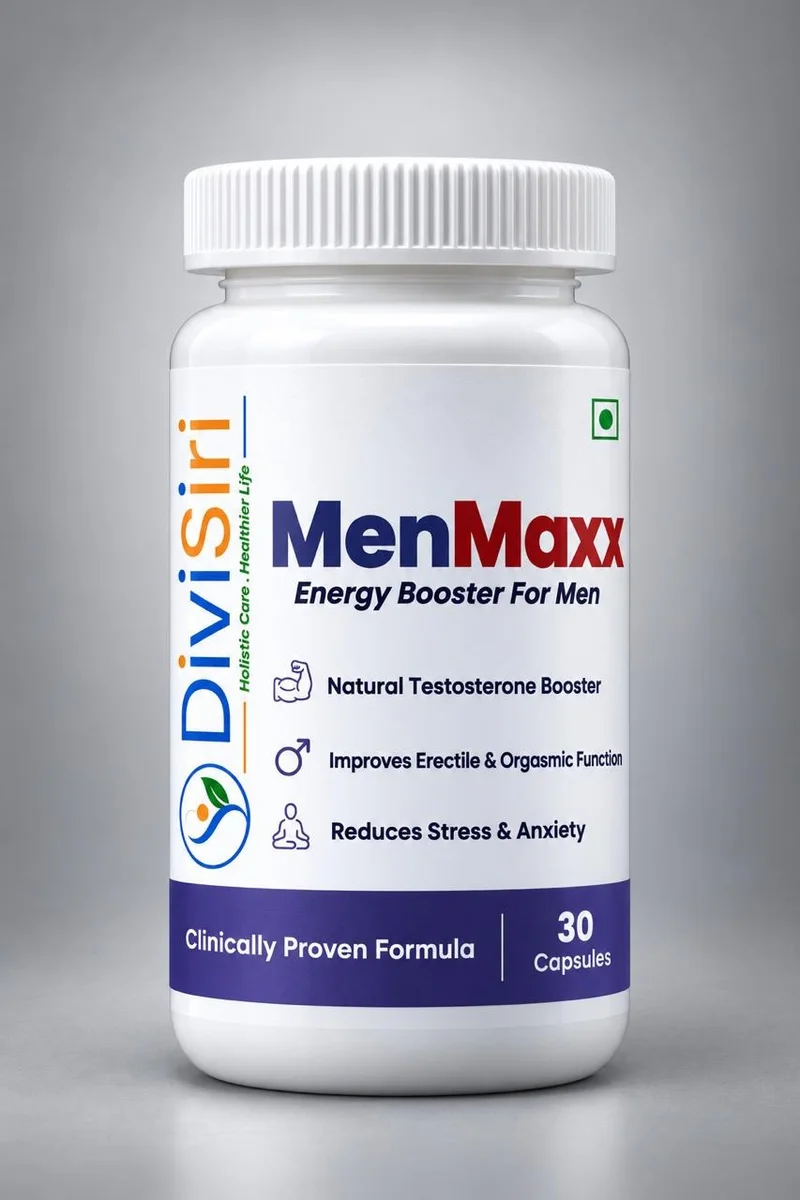 DiviSiri
Holistic Care . Healthier Life
MenMaxx
Energy Booster For Men
Natural Testosterone Booster
Improves Erectile & Orgasmic Function
Reduces Stress & Anxiety
Clinically Proven Formula
30
Capsules